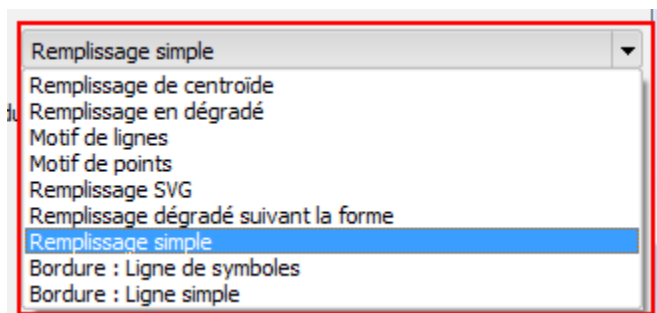 Remplissage simple
Remplissage de centroïde
Remplissage en dégradé
Motif de lignes
Motif de points
Remplissage SVG
Remplissage dégradé suivant la forme
Remplissage simple
Bordure : Ligne de symboles
Bordure : Ligne simple